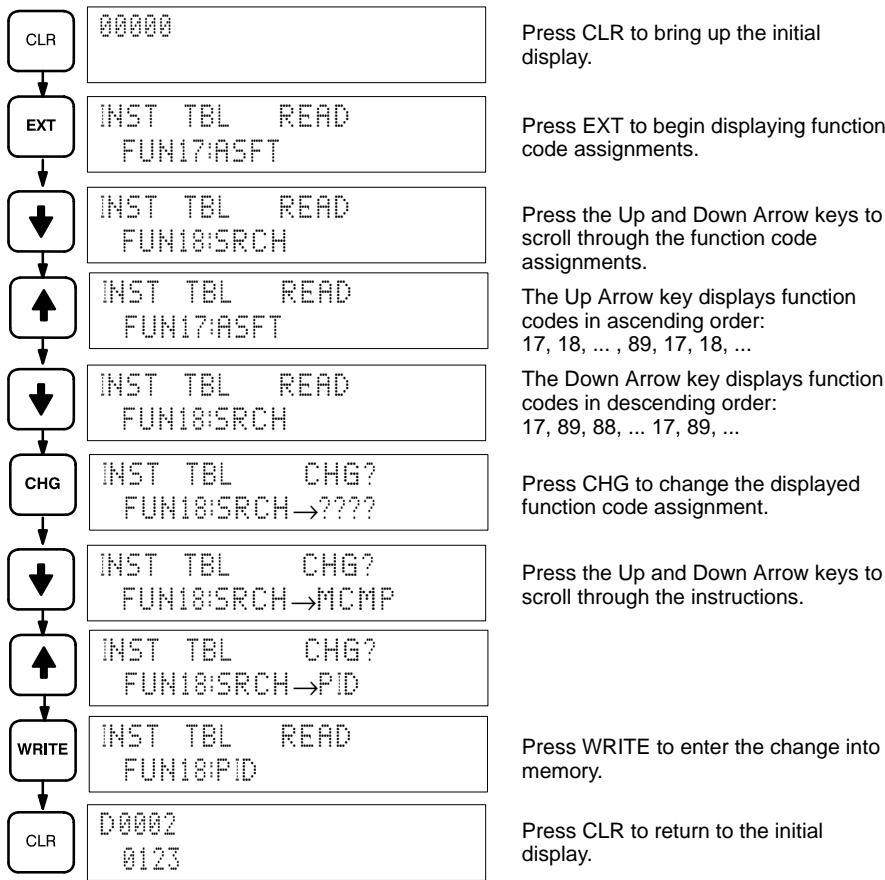 CLR
00000
Press CLR to bring up the initial
display.
EXT
INST TBL READ
FUN17:ASFT
Press EXT to begin displaying function
code assignments.
INST TBL READ
FUN18:SRCH
Press the Up and Down Arrow keys to
scroll through the function code
assignments.
INST TBL READ
FUN17:ASFT
The Up Arrow key displays function
codes in ascending order:
17, 18, ... , 89, 17, 18, ...
INST TBL READ
FUN18:SRCH
The Down Arrow key displays function
codes in descending order:
17, 89, 88, ... 17, 89, ...
CHG
INST TBL CHG?
FUN18:SRCH→????
Press CHG to change the displayed
function code assignment.
INST TBL CHG?
FUN18:SRCH→MCMP
Press the Up and Down Arrow keys to
scroll through the instructions.
INST TBL CHG?
FUN18:SRCH→PID
WRITE
INST TBL READ
FUN18:PID
Press WRITE to enter the change into
memory.
CLR
D0002
0123
Press CLR to return to the initial
display.